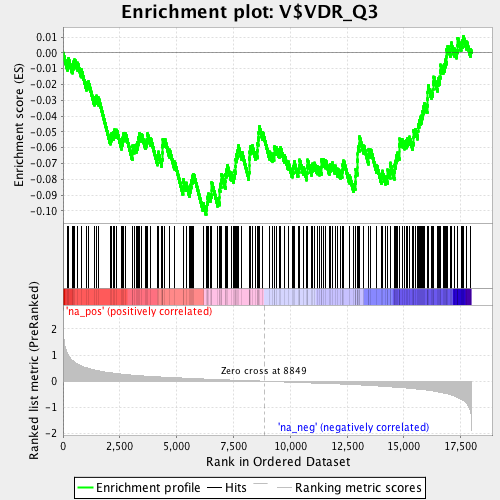 Enrichment plot: V$VDR_Q3
Enrichment score (ES)
0.01
0.00
-0.01
-0.02
-0.03
-0.04
-0.05
-0.06
-0.07
-0.08
-0.09
-0.10
'na_pos' (positively correlated)
Ranked list metric (PreRanked)
2
1
0
-1
-2
Zero cross at 8849
'na_neg' (negatively correlated)
0
2,500
5,000
7,500
10,000
12,500
15,000
17,500
Rank in Ordered Dataset
Enrichment profile
Hits
Ranking metric scores